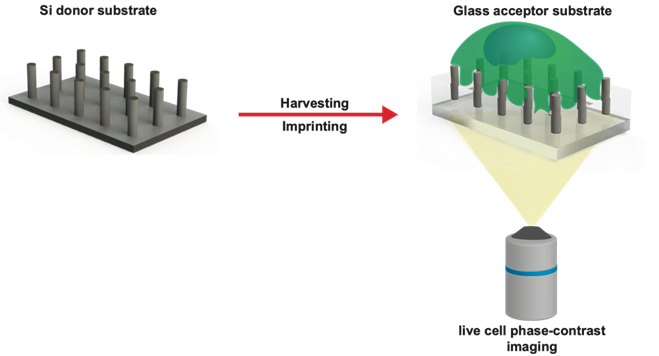 Si donor substrate
Glass acceptor substrate
Harvesting
Imprinting
live cell phase-contrast
imaging